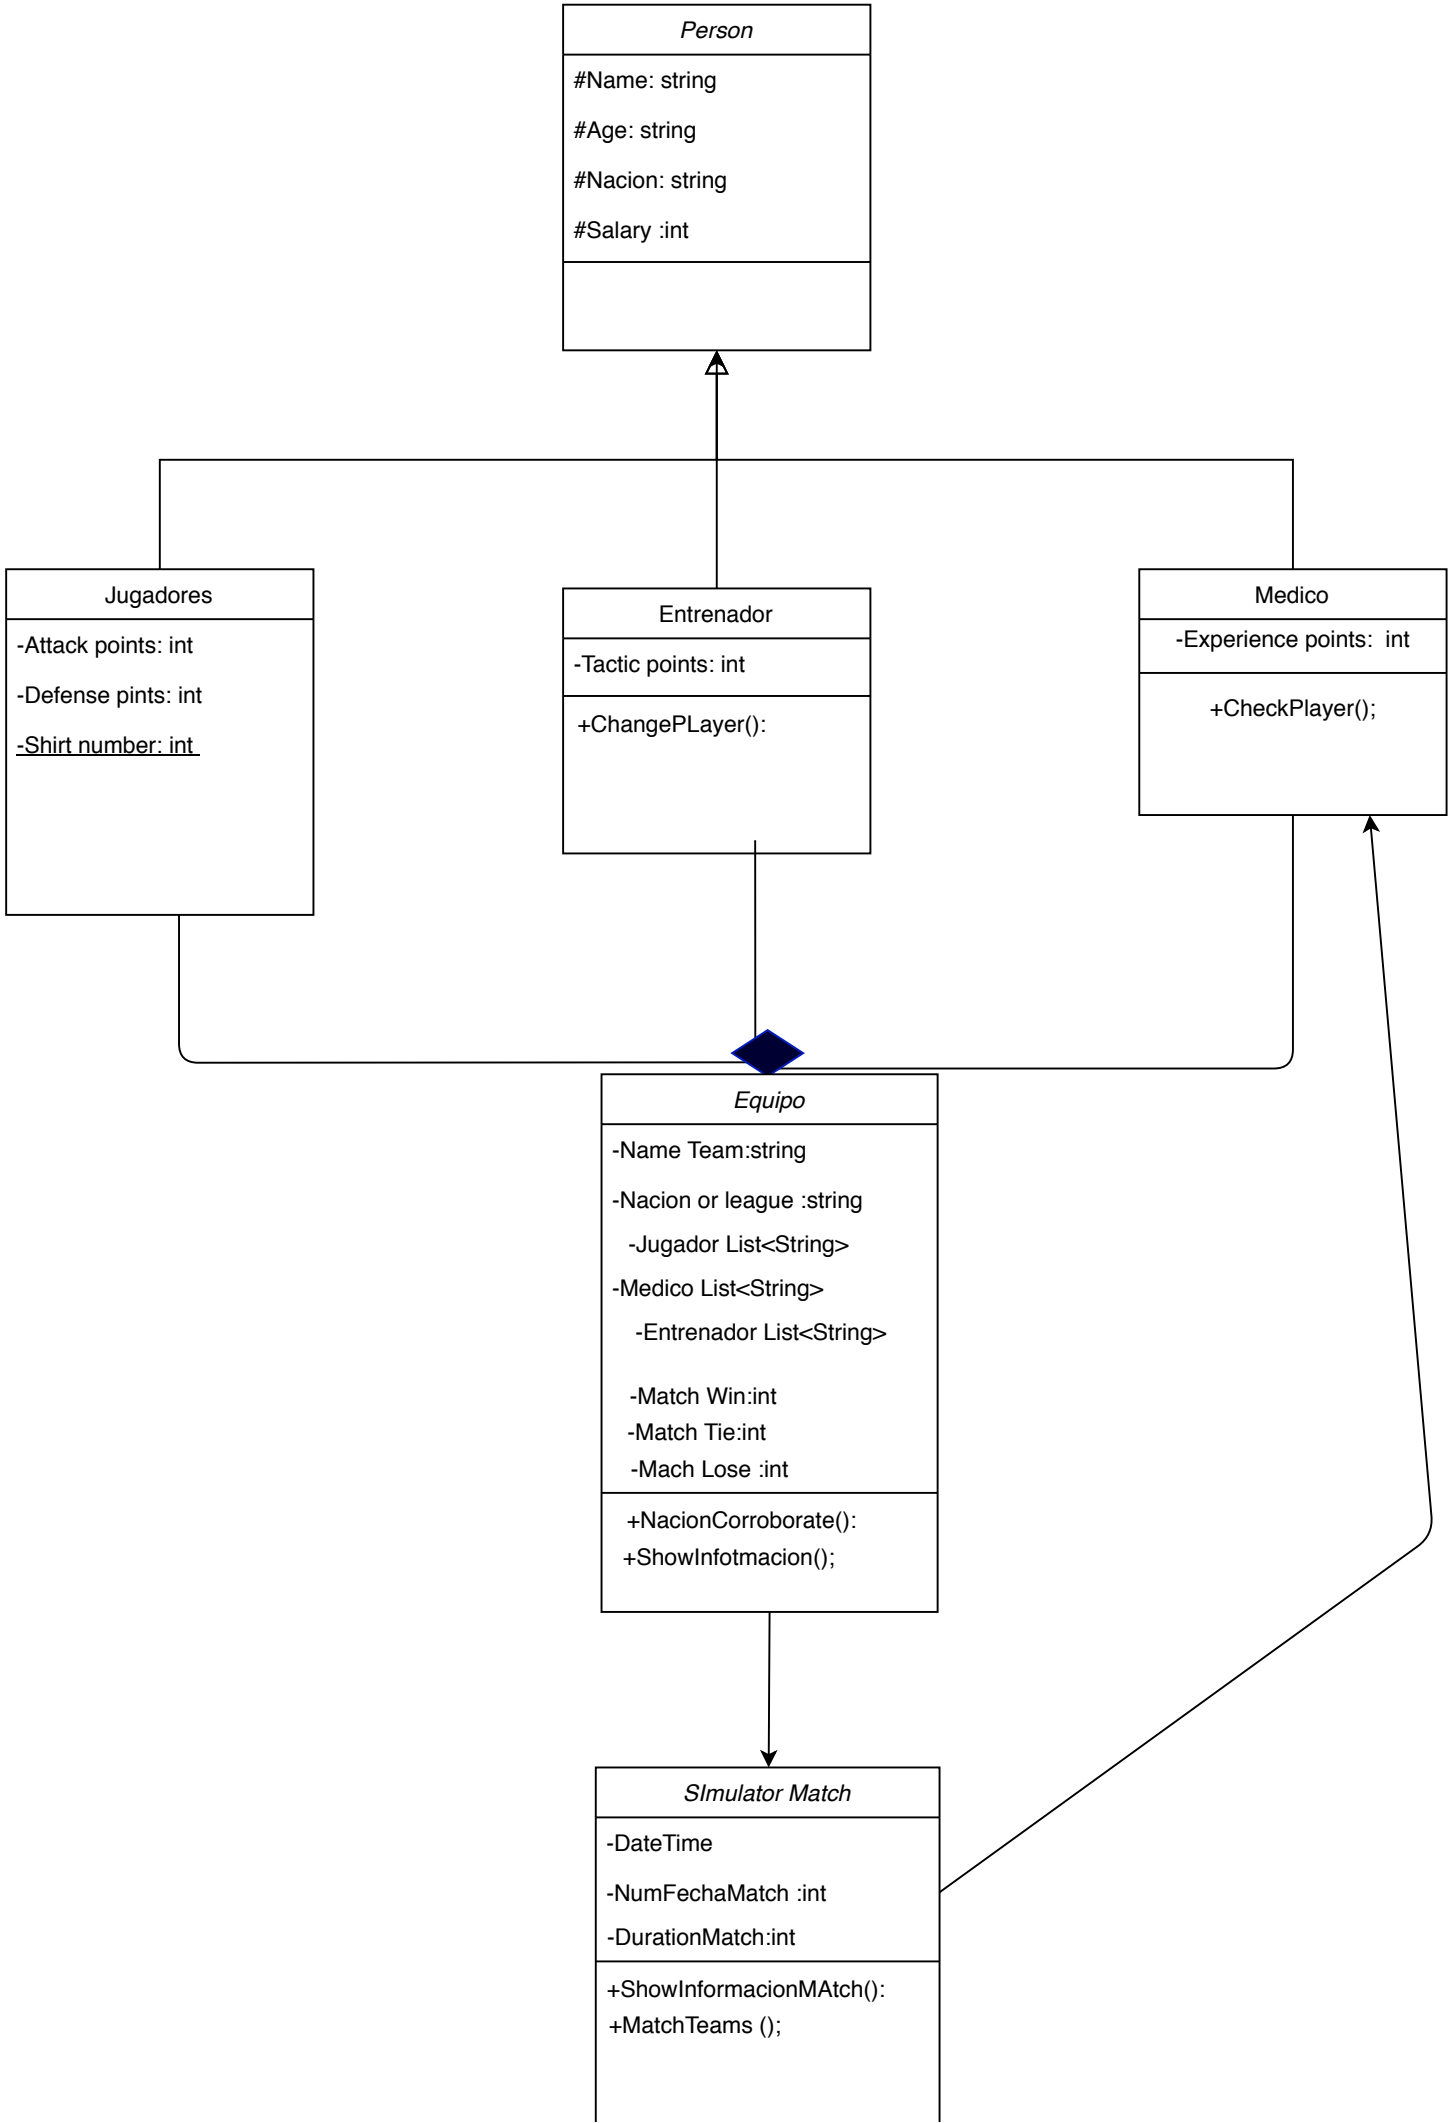 Person
#Name: string
#Age: string
#Nacion: string
#Salary :int
Jugadores
-Attack points: int
-Defense pints: int
-Shirt number: int
Entrenador
-Tactic points: int
+ChangePLayer():
Medico
-Experience points:  int
+CheckPlayer();
Equipo
-Name Team:string
-Nacion or league :string
-Jugador List<String>
-Medico List<String>
-Entrenador List<String>
-Match Win:int
-Match Tie:int
-Mach Lose :int
+NacionCorroborate():
+ShowInfotmacion();
SImulator Match
-DateTime
-NumFechaMatch :int
-DurationMatch:int
+ShowInformacionMAtch():
+MatchTeams ();